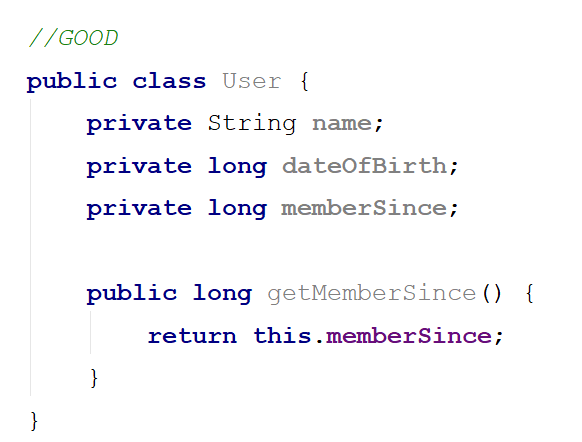 //GOOD
public class User {
    private String name;
    private long dateOfBirth;
    private long memberSince;

    public long getMemberSince() {
        return this.memberSince;
    }
}